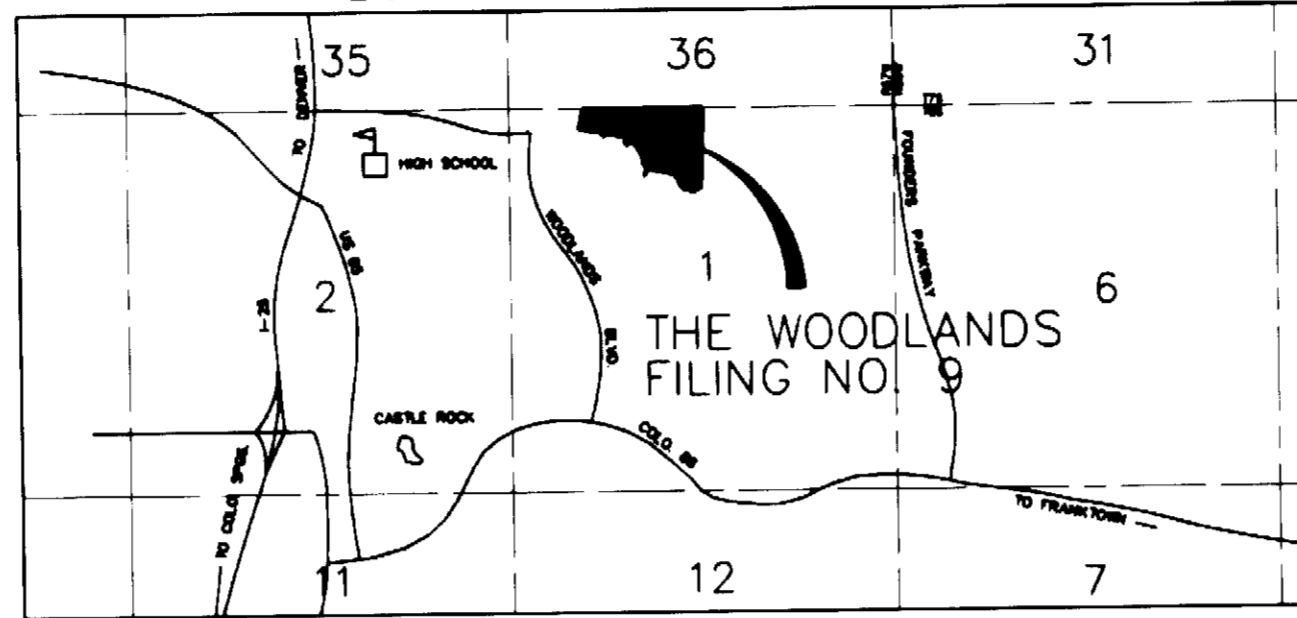 35
36
31
TO DENVER
HIGH SCHOOL
FOUNDERS PARKWAY
WOODLANDS BLVD.
US 85
I-25
2
1
6
THE WOODLANDS
FILING NO. 9
CASTLE ROCK
COLO. 86
TO COLO. SPGS.
TO FRANKTOWN
11
12
7